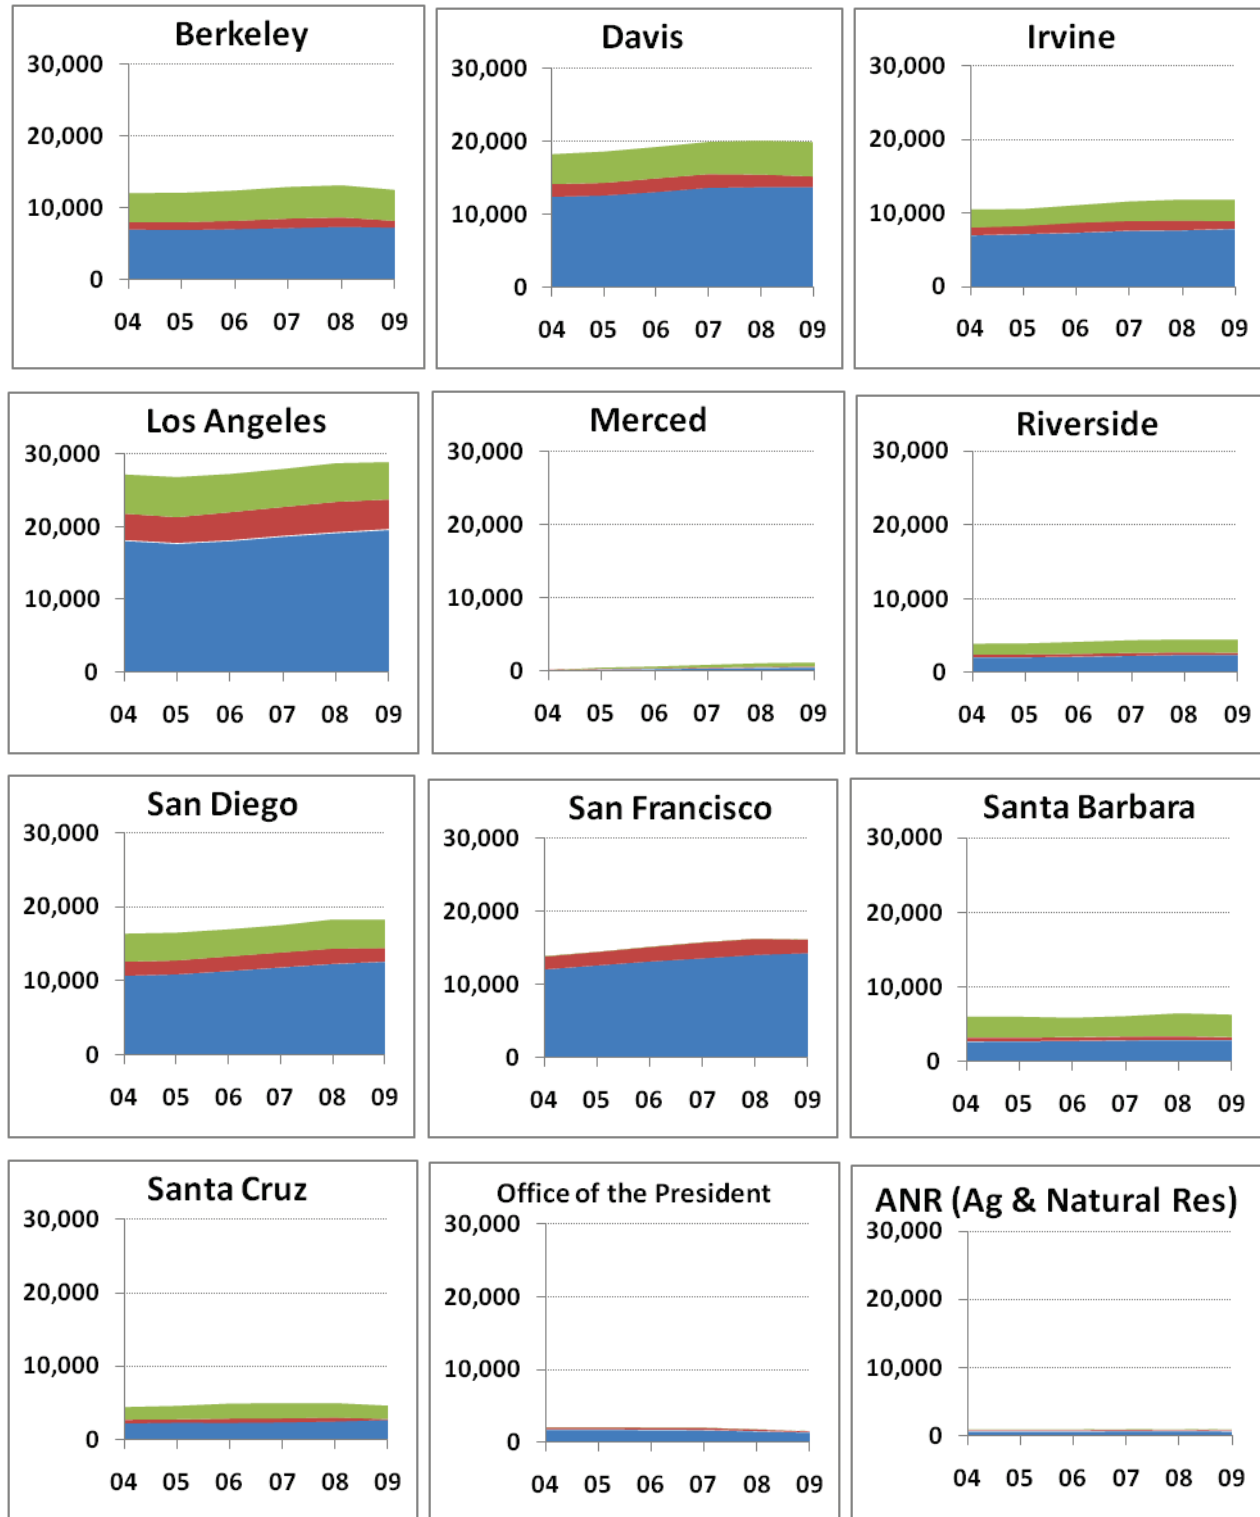 Berkeley
30,000
20,000
10,000
0
04 05 06 07 08 09
Davis
30,000
20,000
10,000
0
04 05 06 07 08 09
Irvine
30,000
20,000
10,000
0
04 05 06 07 08 09
Los Angeles
30,000
20,000
10,000
0
04 05 06 07 08 09
Merced
30,000
20,000
10,000
0
04 05 06 07 08 09
Riverside
30,000
20,000
10,000
0
04 05 06 07 08 09
San Diego
30,000
20,000
10,000
0
04 05 06 07 08 09
San Francisco
30,000
20,000
10,000
0
04 05 06 07 08 09
Santa Barbara
30,000
20,000
10,000
0
04 05 06 07 08 09
Santa Cruz
30,000
20,000
10,000
0
04 05 06 07 08 09
Office of the President
30,000
20,000
10,000
0
04 05 06 07 08 09
ANR (Ag & Natural Res)
30,000
20,000
10,000
0
04 05 06 07 08 09